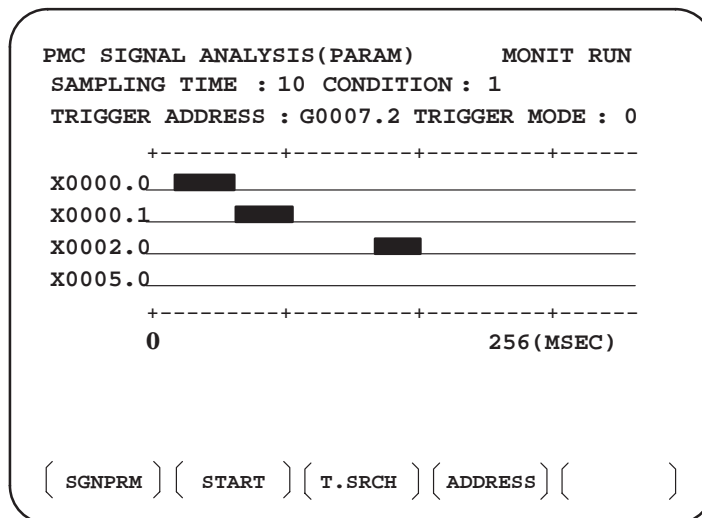 PMC SIGNAL ANALYSIS(PARAM) MONIT RUN
SAMPLING TIME : 10 CONDITION : 1
TRIGGER ADDRESS : G0007.2 TRIGGER MODE : 0
+---------+---------+---------+------
X0000.0
X0000.1
X0002.0
X0005.0
+---------+---------+---------+------
0 256(MSEC)
SGNPRM START T.SRCH ADDRESS